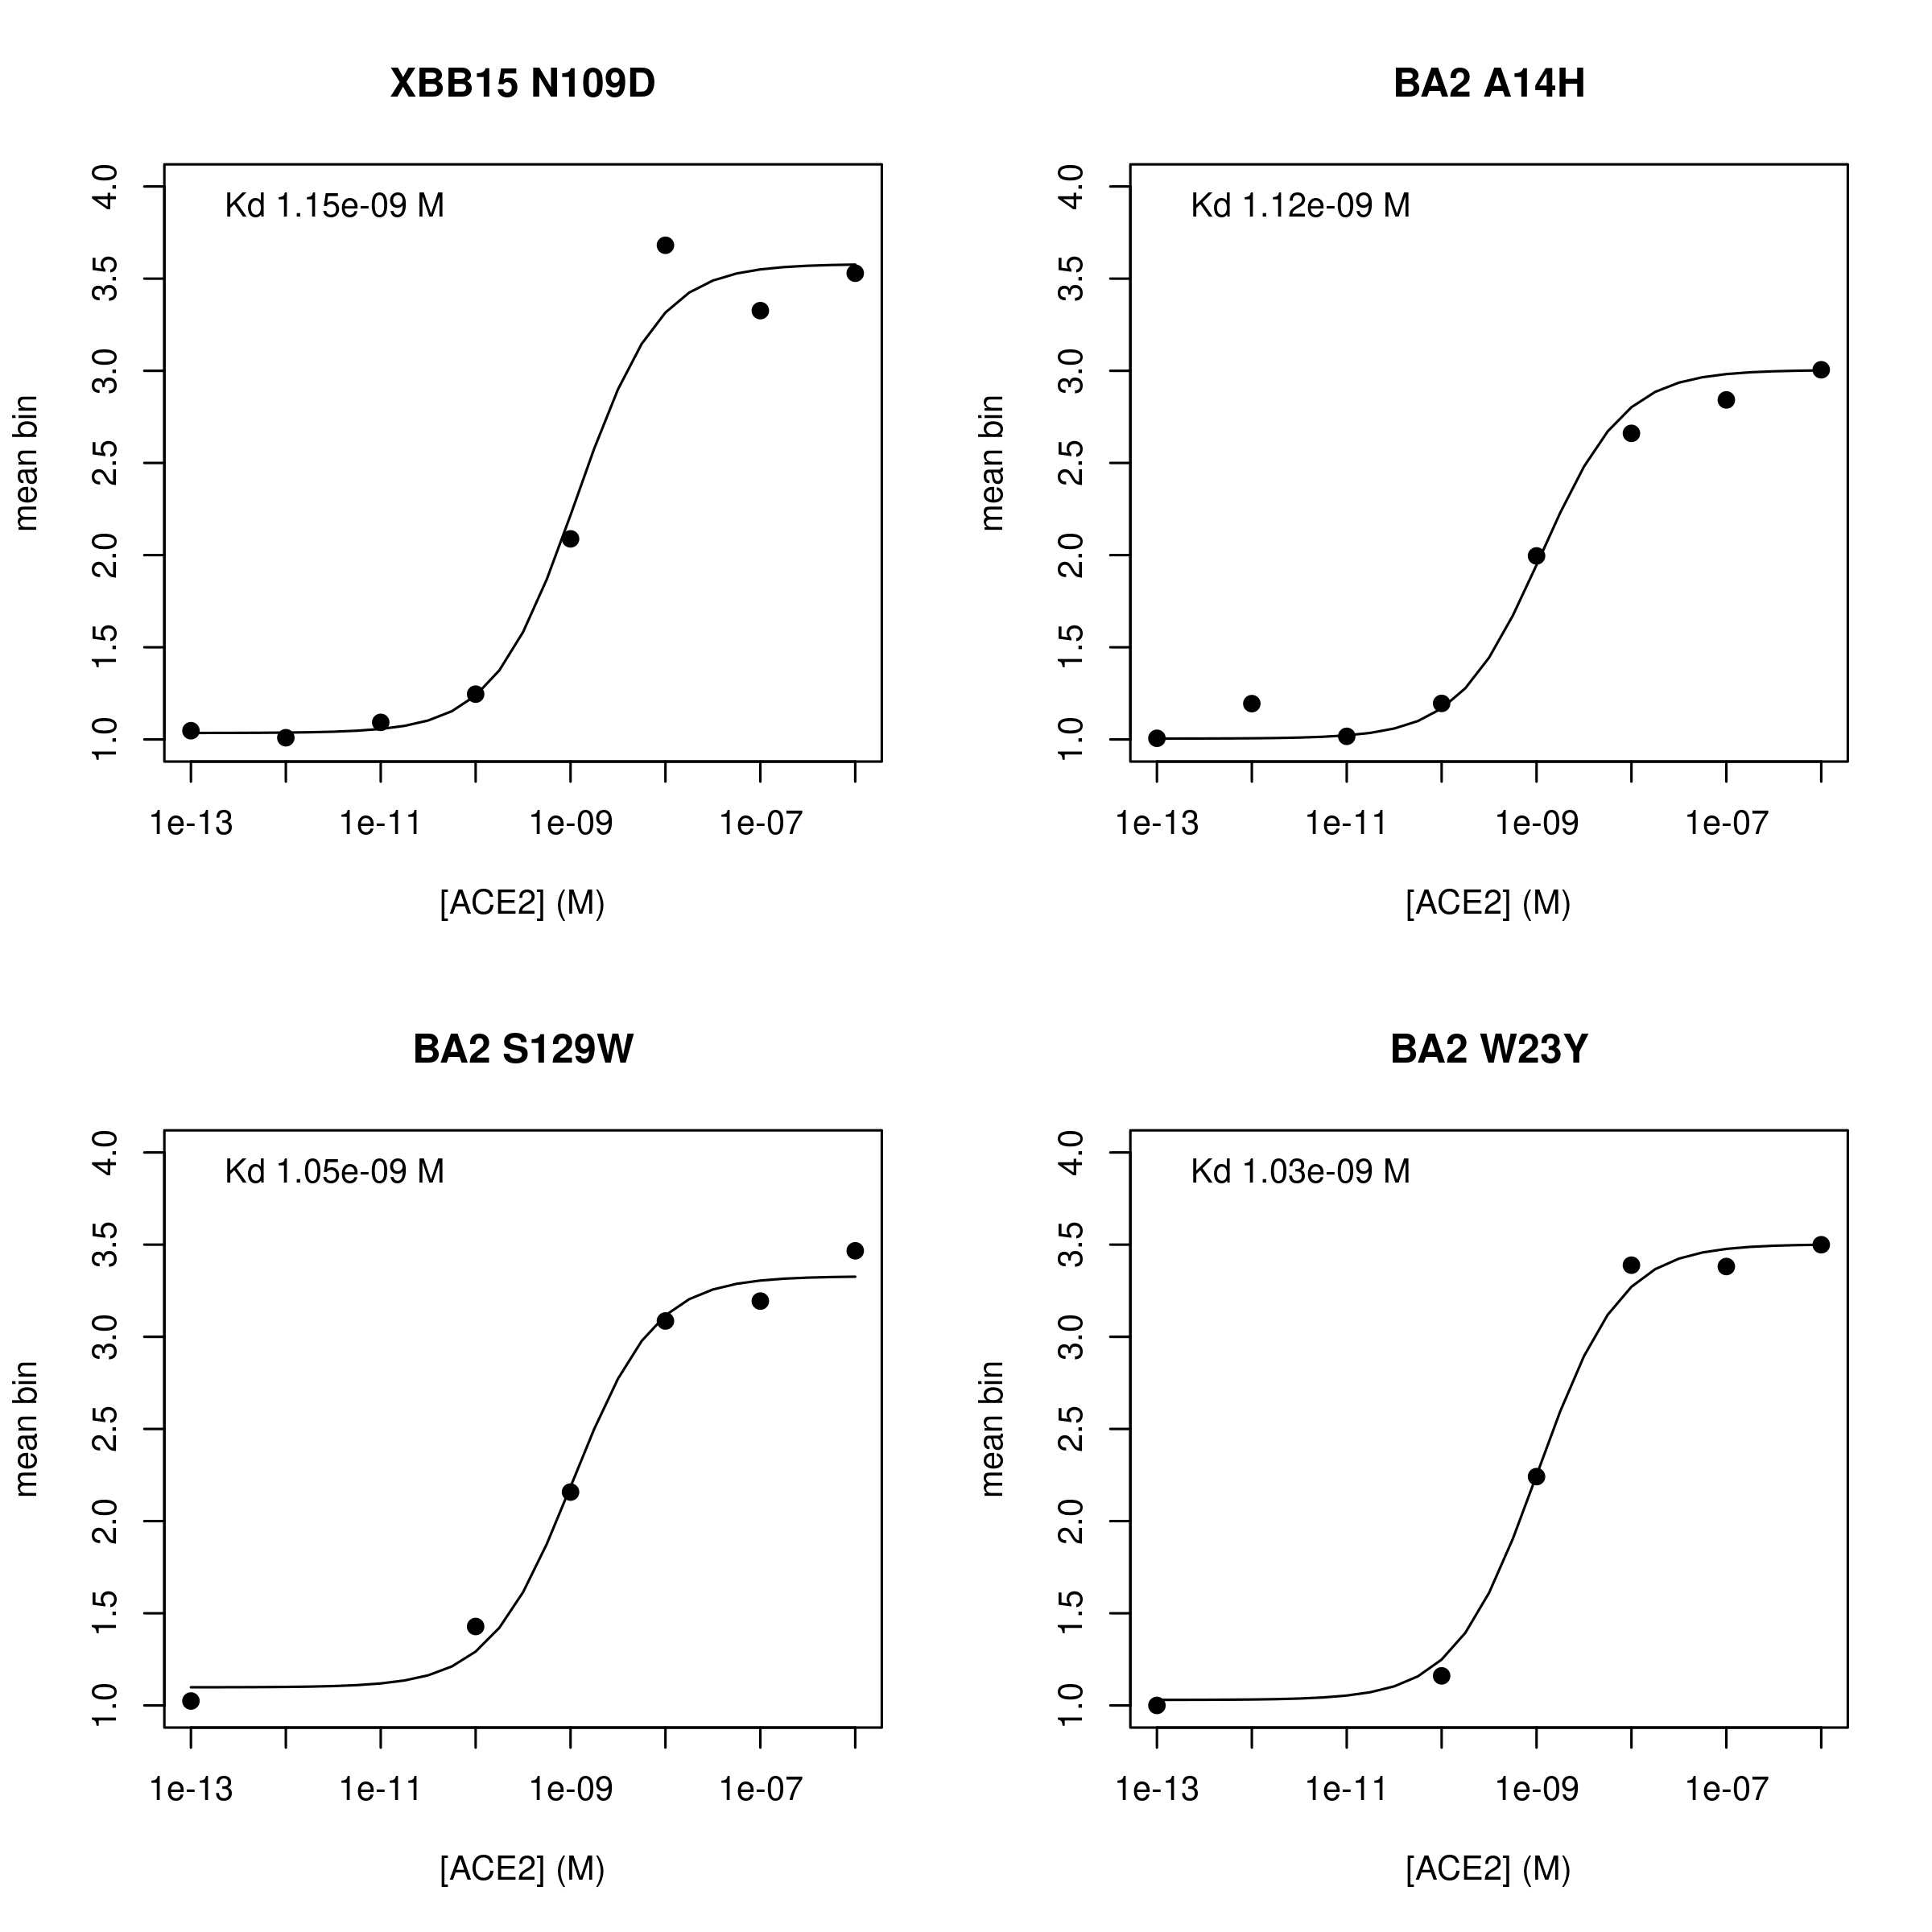 XBB15 N109D
Kd 1.15e-09 M
mean bin
4.0
3.5
3.0
2.5
2.0
1.5
1.0
1e-13 1e-11 1e-09 1e-07
[ACE2] (M)
BA2 A14H
Kd 1.12e-09 M
mean bin
4.0
3.5
3.0
2.5
2.0
1.5
1.0
1e-13 1e-11 1e-09 1e-07
[ACE2] (M)
BA2 S129W
Kd 1.05e-09 M
mean bin
4.0
3.5
3.0
2.5
2.0
1.5
1.0
1e-13 1e-11 1e-09 1e-07
[ACE2] (M)
BA2 W23Y
Kd 1.03e-09 M
mean bin
4.0
3.5
3.0
2.5
2.0
1.5
1.0
1e-13 1e-11 1e-09 1e-07
[ACE2] (M)